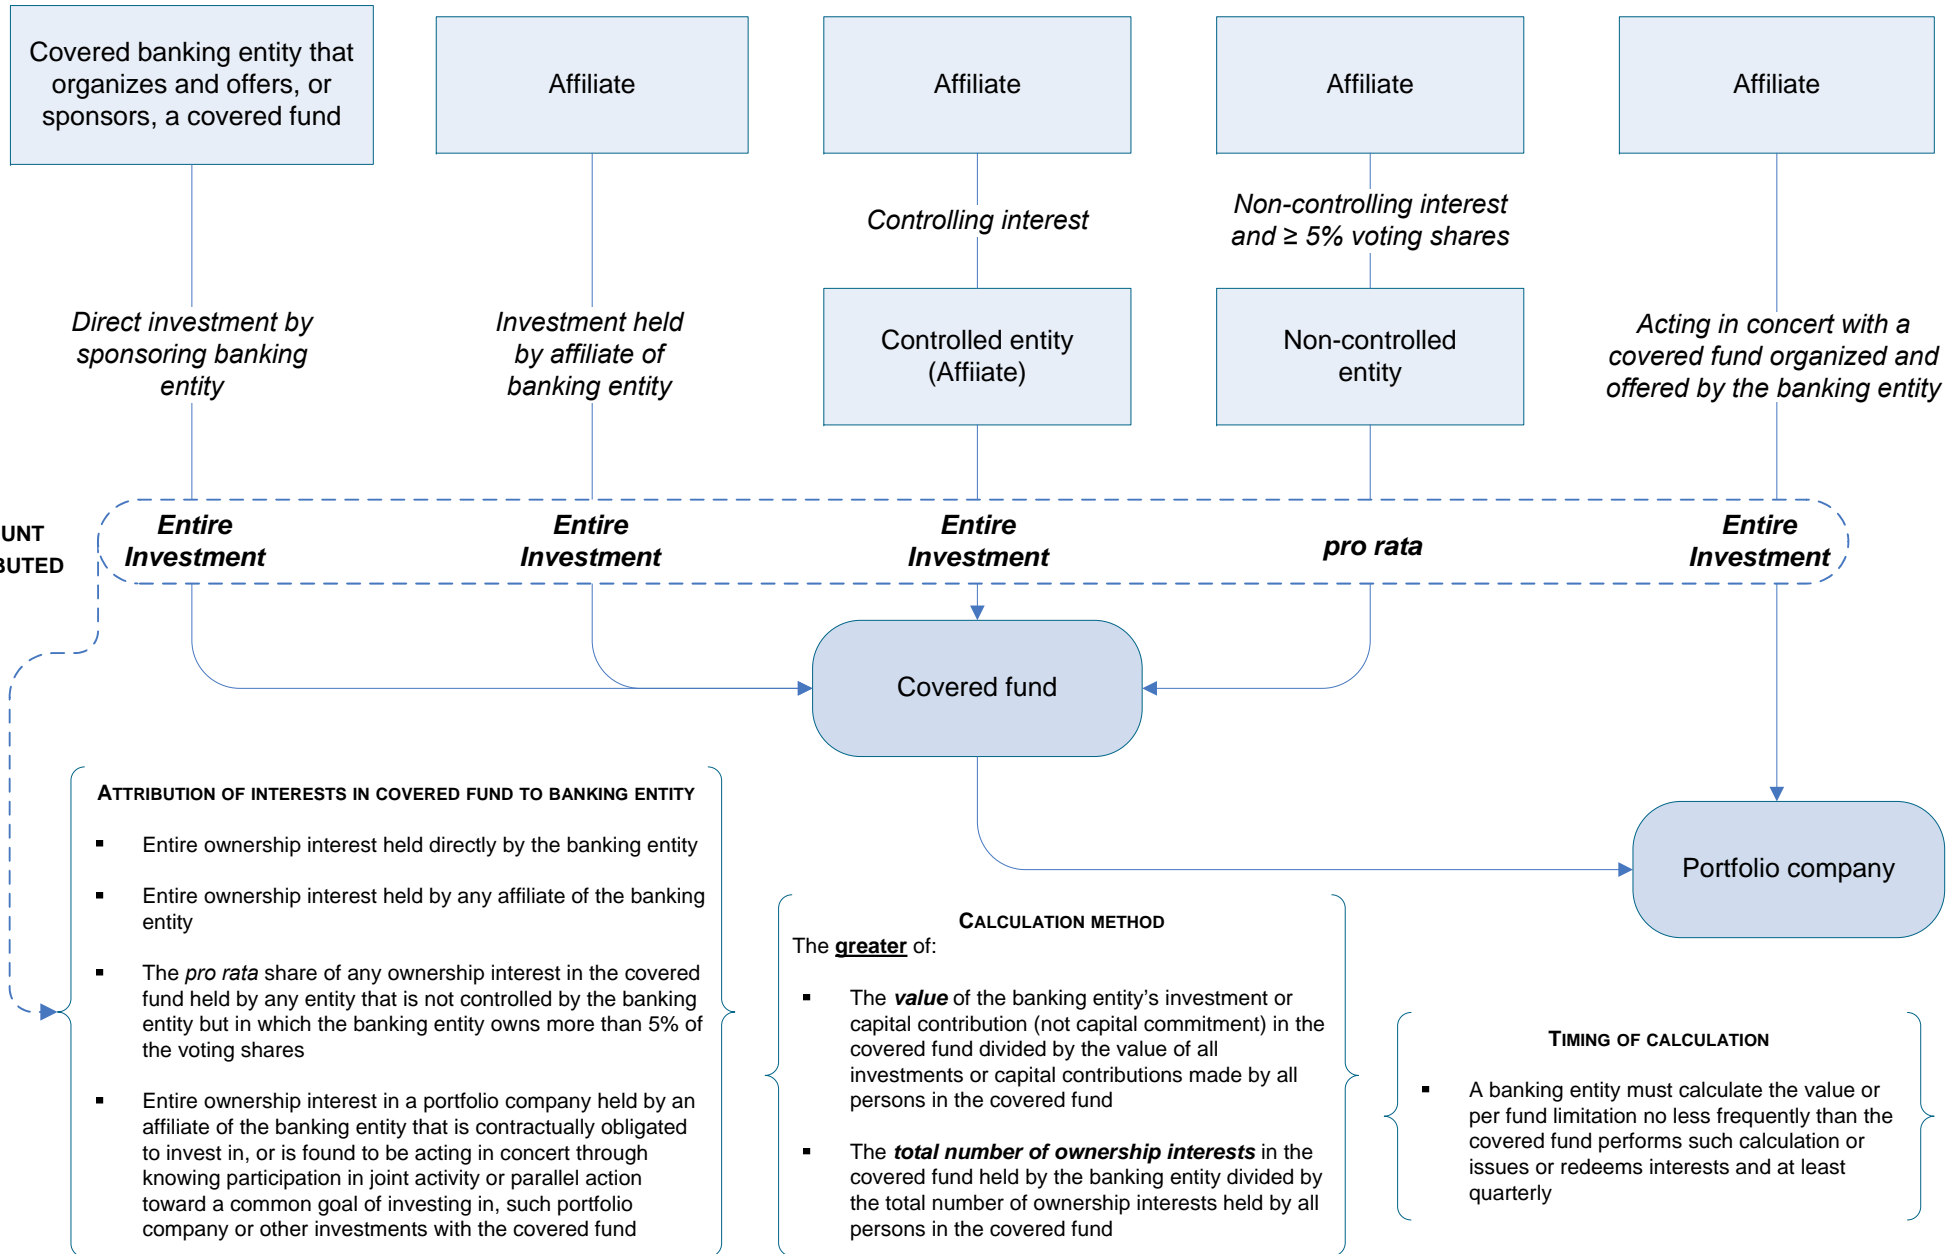 Covered banking entity that
organizes and offers, or
sponsors, a covered fund
Affiliate
Affiliate
Affiliate
Affiliate
Controlling interest
Non-controlling interest
and ≥ 5% voting shares
Direct investment by
sponsoring banking
entity
Investment held
by affiliate of
banking entity
Controlled entity
(Affiiate)
Non-controlled
entity
Acting in concert with a
covered fund organized and
offered by the banking entity
UNT
BUTED
Entire
Investment
Entire
Investment
Entire
Investment
pro rata
Entire
Investment
Covered fund
Portfolio company
ATTRIBUTION OF INTERESTS IN COVERED FUND TO BANKING ENTITY
▪ Entire ownership interest held directly by the banking entity
▪ Entire ownership interest held by any affiliate of the banking
entity
▪ The pro rata share of any ownership interest in the covered
fund held by any entity that is not controlled by the banking
entity but in which the banking entity owns more than 5% of
the voting shares
▪ Entire ownership interest in a portfolio company held by an
affiliate of the banking entity that is contractually obligated
to invest in, or is found to be acting in concert through
knowing participation in joint activity or parallel action
toward a common goal of investing in, such portfolio
company or other investments with the covered fund
CALCULATION METHOD
The greater of:
▪ The value of the banking entity’s investment or
capital contribution (not capital commitment) in the
covered fund divided by the value of all
investments or capital contributions made by all
persons in the covered fund
▪ The total number of ownership interests in the
covered fund held by the banking entity divided by
the total number of ownership interests held by all
persons in the covered fund
TIMING OF CALCULATION
▪ A banking entity must calculate the value or
per fund limitation no less frequently than the
covered fund performs such calculation or
issues or redeems interests and at least
quarterly